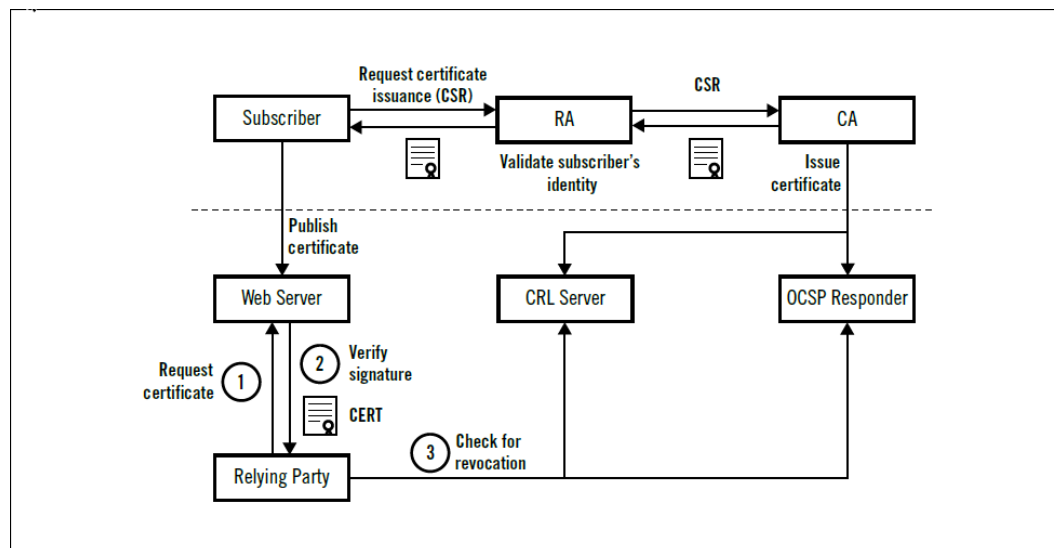 Request certificate
issuance (CSR)
CSR
Subscriber
RA
CA
Validate subscriber's
identity
Issue
certificate
Publish
certificate
Web Server
CRL Server
OCSP Responder
Request
certificate
1
2
Verify
signature
CERT
3
Check for
revocation
Relying Party